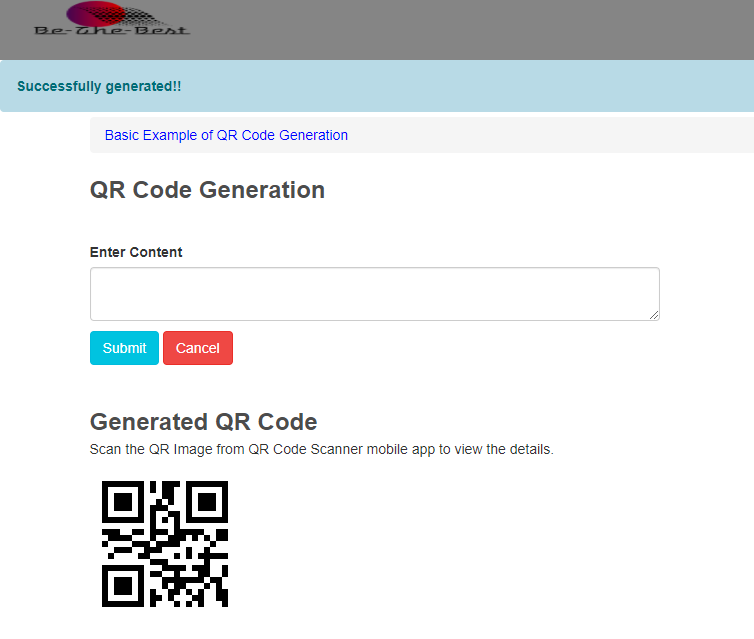 Be-The-Best
Successfully generated!!
Basic Example of QR Code Generation
QR Code Generation
Enter Content
Submit Cancel
Generated QR Code
Scan the QR Image from QR Code Scanner mobile app to view the details.